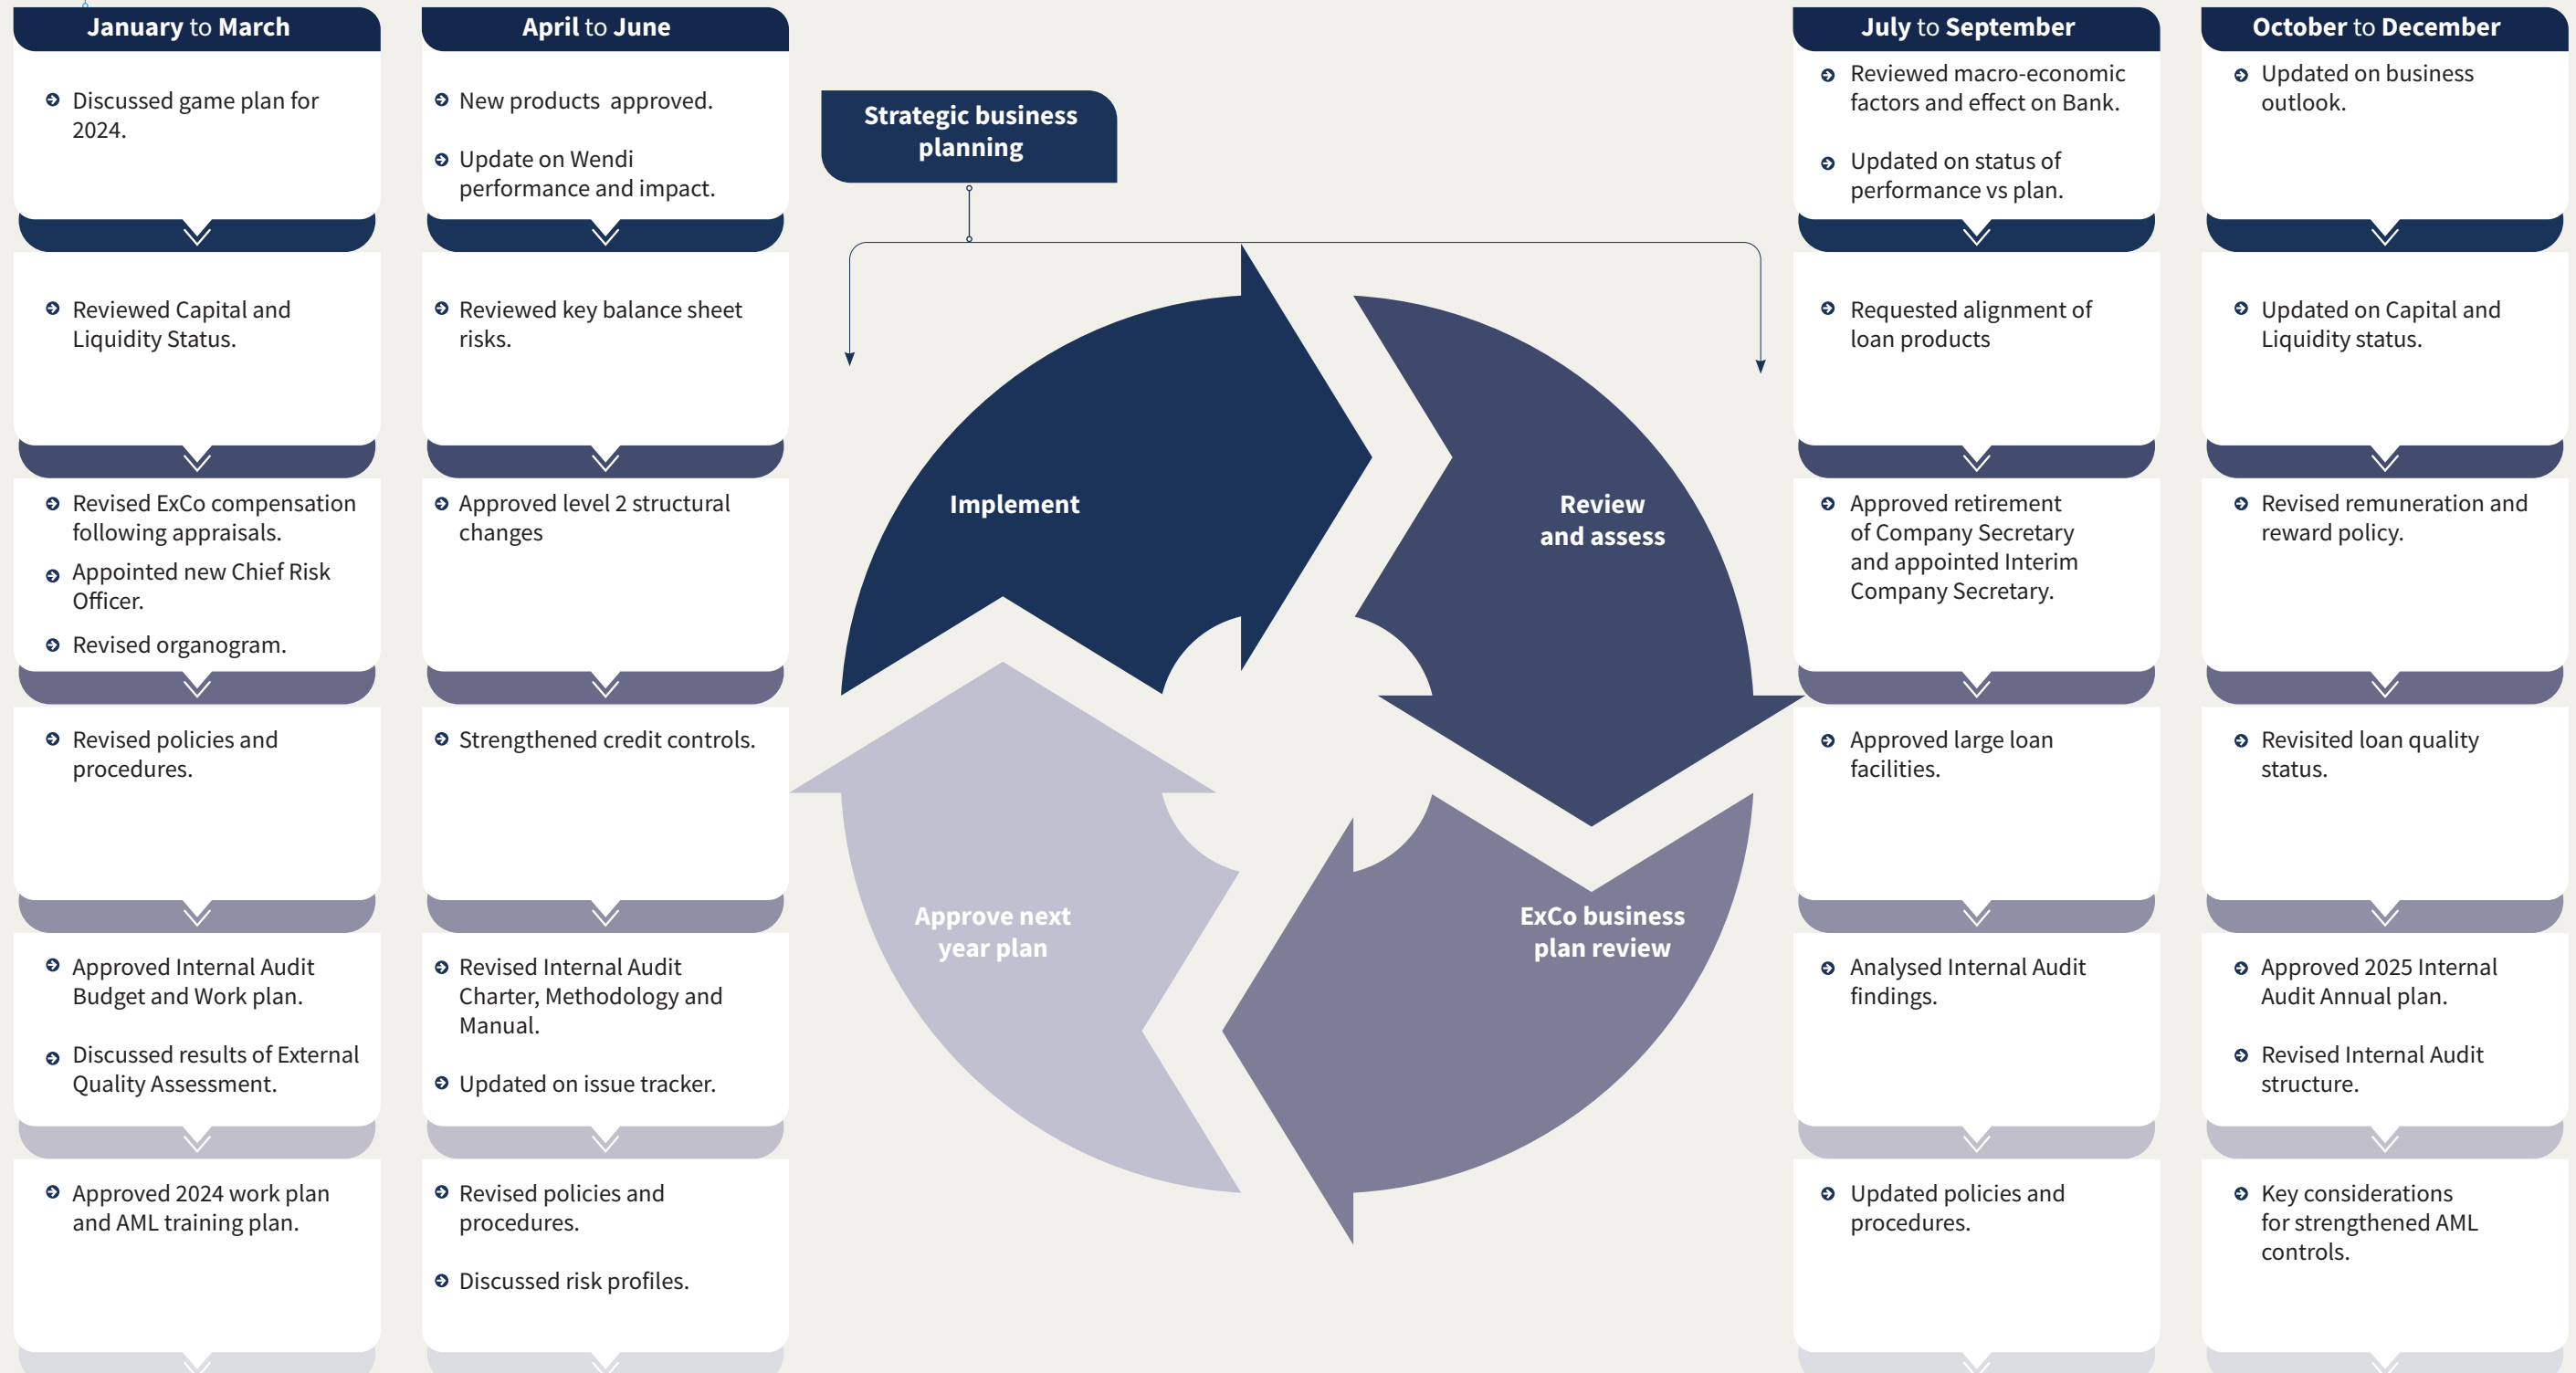 January to March
Discussed game plan for
2024.
Reviewed Capital and
Liquidity Status.
Revised ExCo compensation
following appraisals.
Appointed new Chief Risk
Officer.
Revised organogram.
Revised policies and
procedures.
Approved Internal Audit
Budget and Work plan.
Discussed results of External
Quality Assessment.
Approved 2024 work plan
and AML training plan.
April to June
New products approved.
Update on Wendi
performance and impact.
Reviewed key balance sheet
risks.
Approved level 2 structural
changes
Strengthened credit controls.
Revised Internal Audit
Charter, Methodology and
Manual.
Updated on issue tracker.
Revised policies and
procedures.
Discussed risk profiles.
Strategic business
planning
Implement
Review
and assess
Approve next
year plan
ExCo business
plan review
July to September
Reviewed macro-economic
factors and effect on Bank.
Updated on status of
performance vs plan.
Requested alignment of
loan products
Approved retirement
of Company Secretary
and appointed Interim
Company Secretary.
Approved large loan
facilities.
Analysed Internal Audit
findings.
Updated policies and
procedures.
October to December
Updated on business
outlook.
Updated on Capital and
Liquidity status.
Revised remuneration and
reward policy.
Revisited loan quality
status.
Approved 2025 Internal
Audit Annual plan.
Revised Internal Audit
structure.
Key considerations
for strengthened AML
controls.